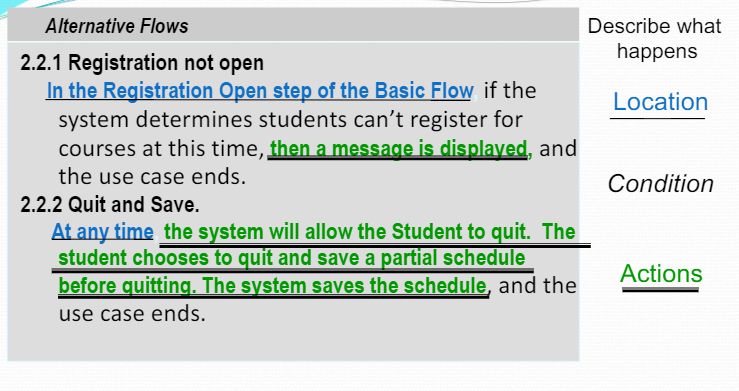 Alternative Flows
2.2.1 Registration not open
In the Registration Open step of the Basic Flow, if the
system determines students can’t register for
courses at this time, then a message is displayed, and
the use case ends.
2.2.2 Quit and Save.
At any time, the system will allow the Student to quit. The
student chooses to quit and save a partial schedule
before quitting. The system saves the schedule, and the
use case ends.
Describe what
happens
Location
Condition
Actions